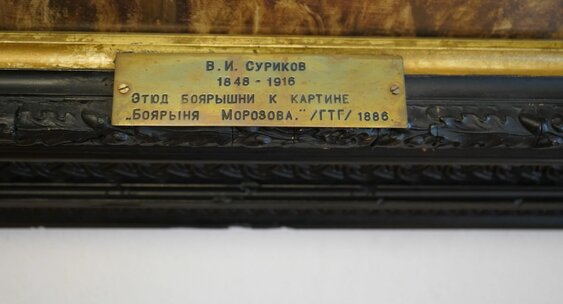 В. И. Суриков
1848 - 1916
Этюд боярышни к картине
„Боярыня Морозова.“ /ГТГ/ 1886